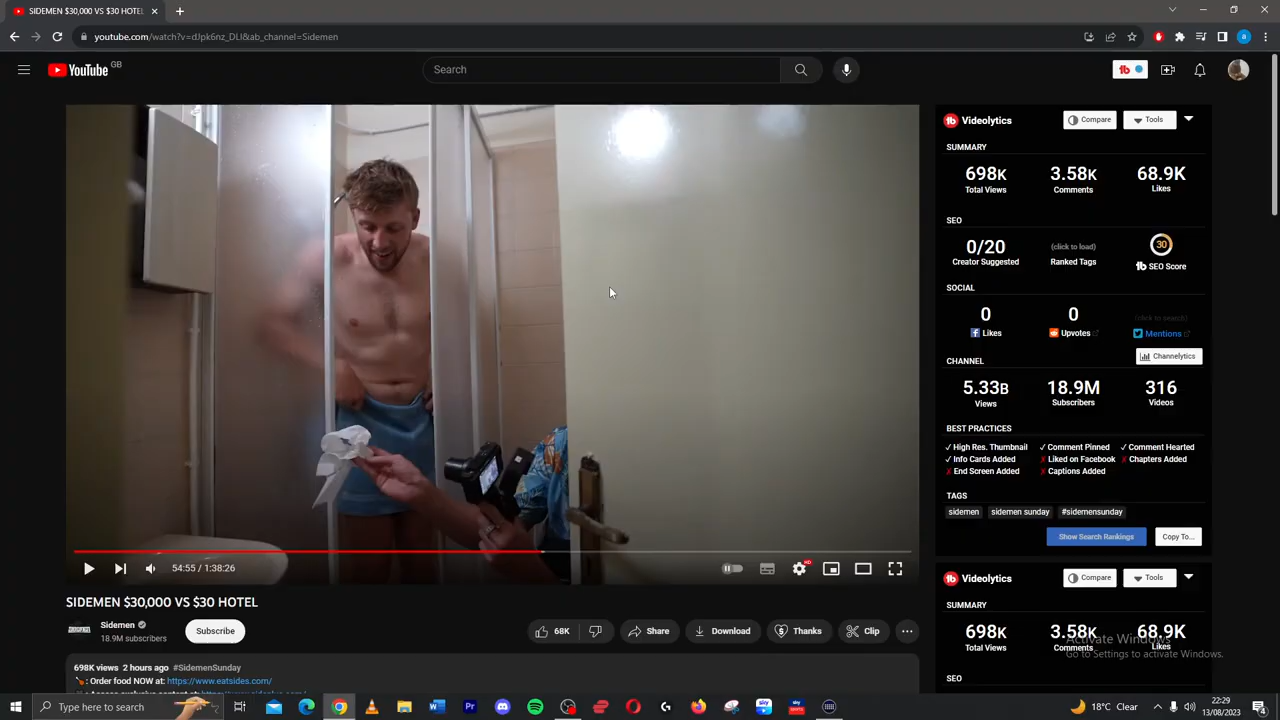 SIDEMEN $30,000 VS $30 HOTEL
youtube.com/watch?v=dJpk6nz_DLI&ab_channel=Sidemen
YouTube GB
Search
Videolytics
Compare
Tools
SUMMARY
698K 3.58K 68.9K
Total Views Comments Likes
SEO
0/20 (click to load) 30
Creator Suggested Ranked Tags SEO Score
SOCIAL
0 0 (click to search)
Likes Upvotes Mentions
CHANNEL Channelytics
5.33B 18.9M 316
Views Subscribers Videos
BEST PRACTICES
✓ High Res. Thumbnail ✓ Comment Pinned ✓ Comment Hearted
✓ Info Cards Added ✗ Liked on Facebook ✗ Chapters Added
✗ End Screen Added ✗ Captions Added
TAGS
sidemen sidemen sunday #sidemensunday
Show Search Rankings Copy To...
54:55 / 1:38:26
HD
SIDEMEN $30,000 VS $30 HOTEL
Sidemen
18.9M subscribers
Subscribe
68K Share Download Thanks Clip
698K views 2 hours ago #SidemenSunday
Order food NOW at: https://www.eatsides.com/
Videolytics
Compare
Tools
SUMMARY
698K 3.58K 68.9K
Total Views Comments Likes
SEO
Activate Windows
Go to Settings to activate Windows.
Type here to search
18°C Clear
22:29
13/08/2023